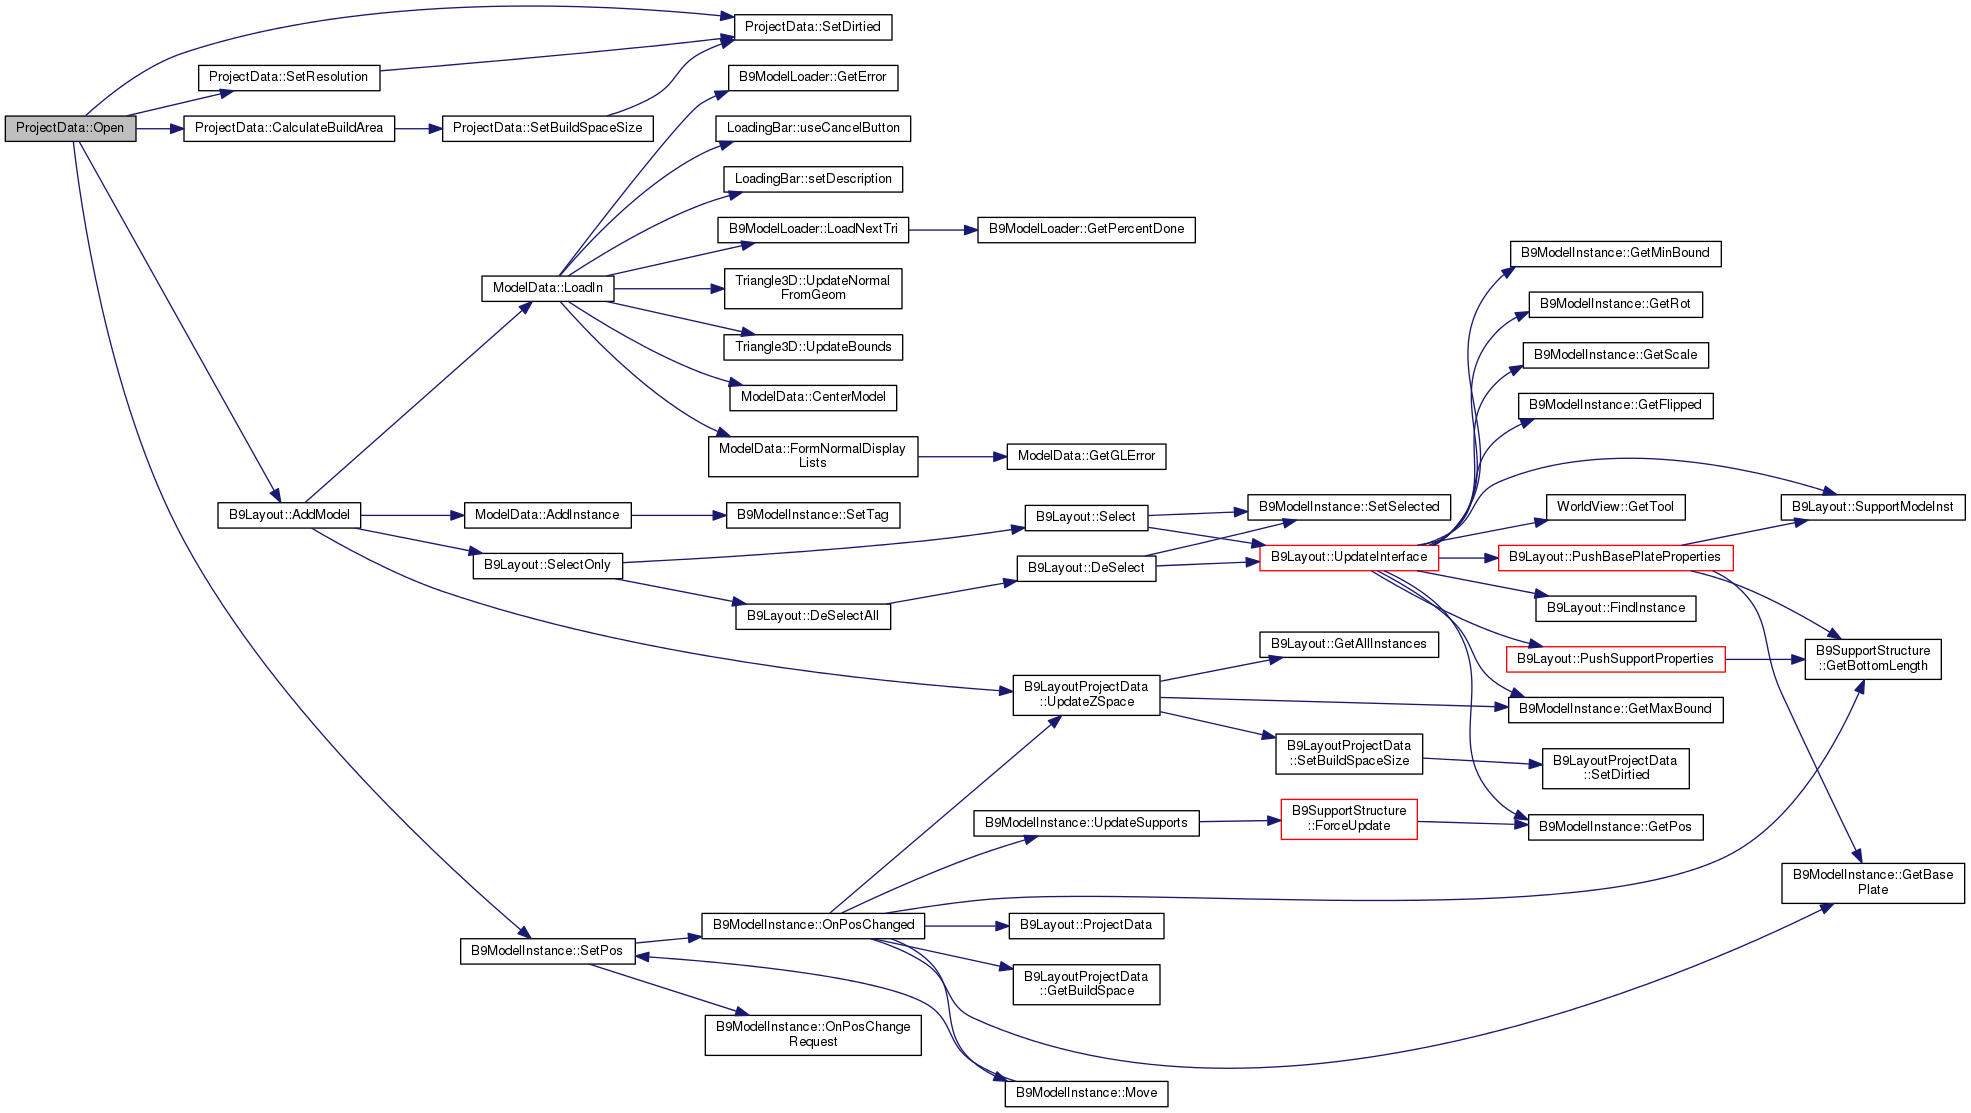 ProjectData::Open
ProjectData::SetDirtied
ProjectData::SetResolution
ProjectData::CalculateBuildArea
ProjectData::SetBuildSpaceSize
B9ModelLoader::GetError
LoadingBar::useCancelButton
LoadingBar::setDescription
B9ModelLoader::LoadNextTri
B9ModelLoader::GetPercentDone
ModelData::LoadIn
Triangle3D::UpdateNormal
FromGeom
Triangle3D::UpdateBounds
ModelData::CenterModel
ModelData::FormNormalDisplay
Lists
ModelData::GetGLError
B9Layout::AddModel
ModelData::AddInstance
B9ModelInstance::SetTag
B9Layout::SelectOnly
B9Layout::DeSelectAll
B9Layout::Select
B9Layout::DeSelect
B9ModelInstance::SetSelected
B9Layout::UpdateInterface
B9ModelInstance::GetMinBound
B9ModelInstance::GetRot
B9ModelInstance::GetScale
B9ModelInstance::GetFlipped
WorldView::GetTool
B9Layout::SupportModeInst
B9Layout::PushBasePlateProperties
B9Layout::FindInstance
B9Layout::PushSupportProperties
B9SupportStructure
::GetBottomLength
B9ModelInstance::GetMaxBound
B9Layout::GetAllInstances
B9LayoutProjectData
::UpdateZSpace
B9LayoutProjectData
::SetBuildSpaceSize
B9LayoutProjectData
::SetDirtied
B9ModelInstance::UpdateSupports
B9SupportStructure
::ForceUpdate
B9ModelInstance::GetPos
B9ModelInstance::GetBase
Plate
B9ModelInstance::SetPos
B9ModelInstance::OnPosChanged
B9Layout::ProjectData
B9LayoutProjectData
::GetBuildSpace
B9ModelInstance::OnPosChange
Request
B9ModelInstance::Move